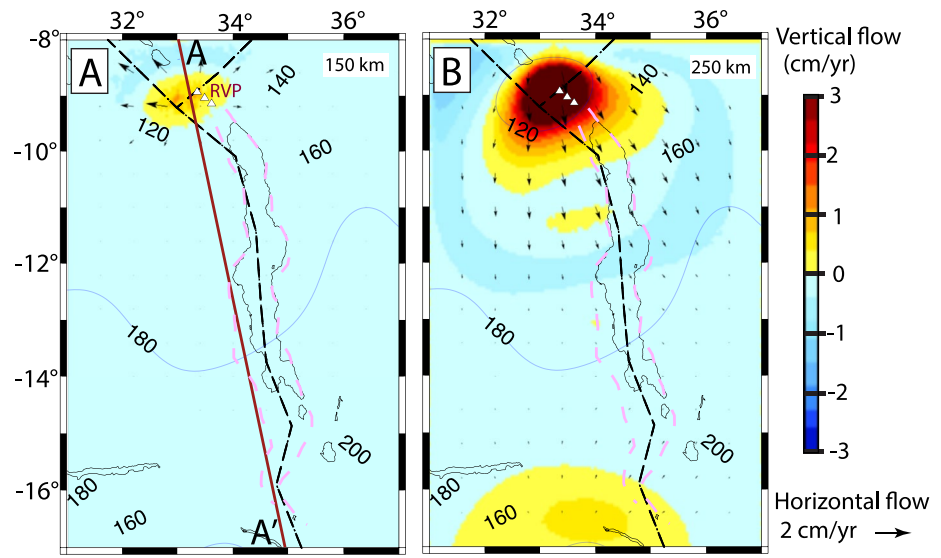 32° 34° 36° 32° 34° 36°
Vertical flow
(cm/yr)
-8°
-10°
-12°
-14°
-16°
A
A
150 km
RVP
140
120
160
180
200
180
160
A'
B
250 km
140
120
160
180
200
180
160
3
2
1
0
-1
-2
-3
Horizontal flow
2 cm/yr